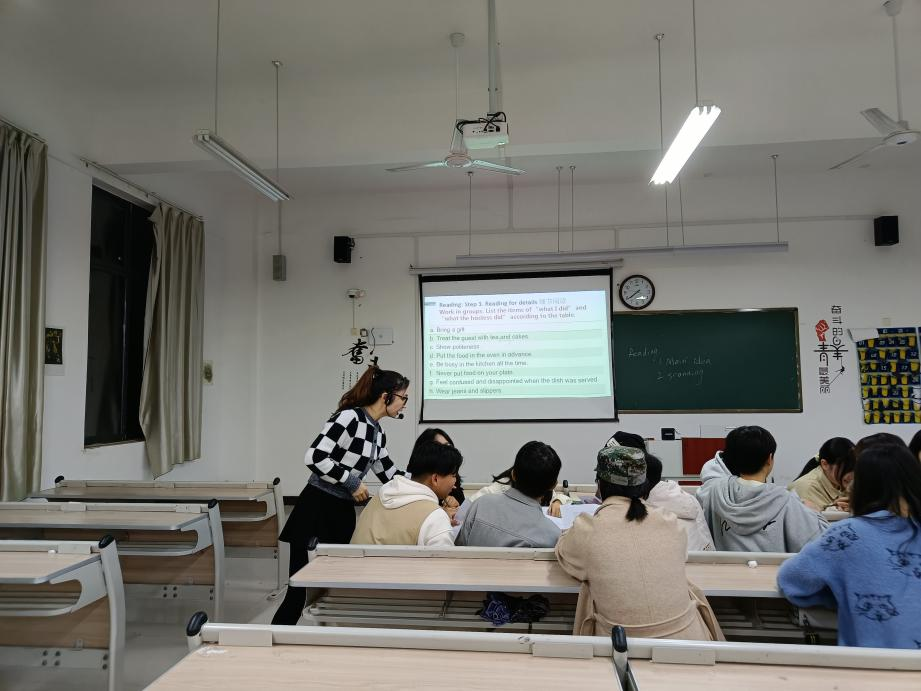 Reading: Step 3. Reading for details 细节阅读
Work in groups. List the items of "what I did" and
"what the hostess did" according to the table.
a. Bring a gift
b. Treat the guest with tea and cakes.
c. Show politeness
d. Put the food in the oven in advance.
e. Be busy in the kitchen all the time.
f. Never put food on your plate.
g. Feel confused and disappointed when the dish was served
h. Wear jeans and slippers
Reading
1 Main idea
2
奋斗
奋斗的
青春
最美丽